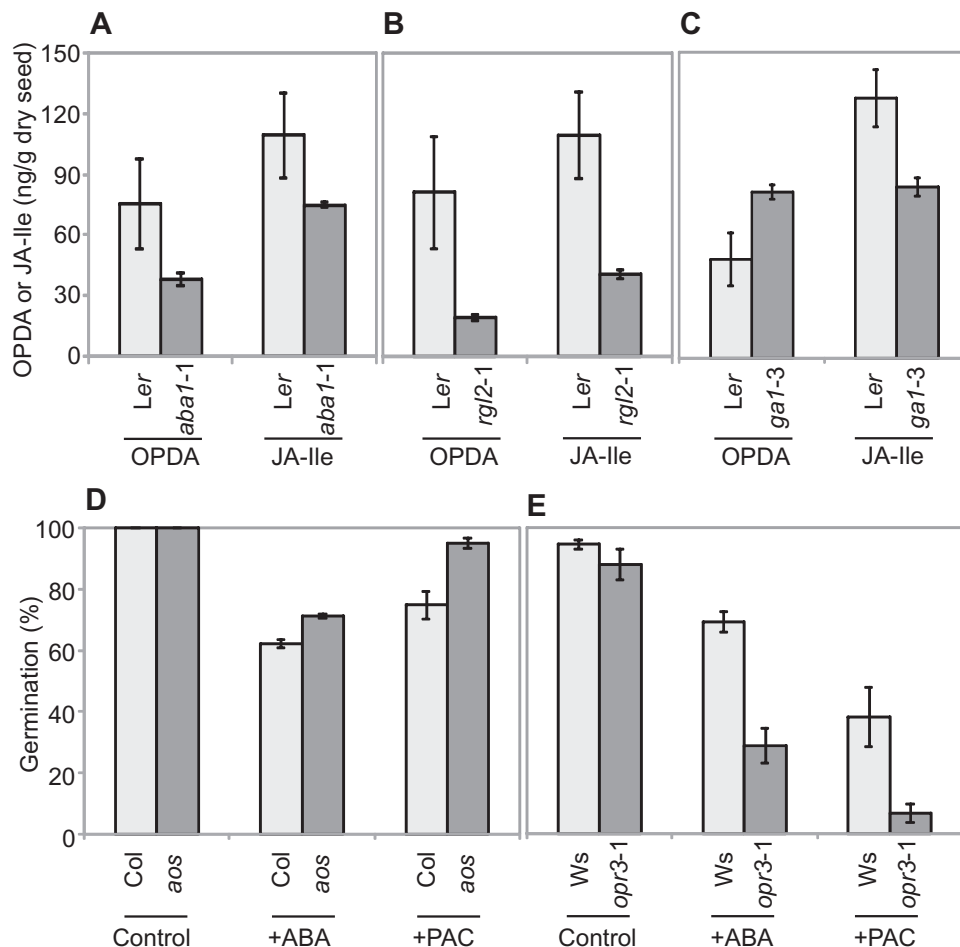 A
B
C
OPDA or JA-Ile (ng/g dry seed)
150
120
90
60
30
0
Ler
aba1-1
Ler
aba1-1
OPDA
JA-Ile
Ler
rgl2-1
Ler
rgl2-1
OPDA
JA-Ile
Ler
ga1-3
Ler
ga1-3
OPDA
JA-Ile
D
E
Germination (%)
100
80
60
40
20
0
Col
aos
Col
aos
Col
aos
Control
+ABA
+PAC
Ws
opr3-1
Ws
opr3-1
Ws
opr3-1
Control
+ABA
+PAC